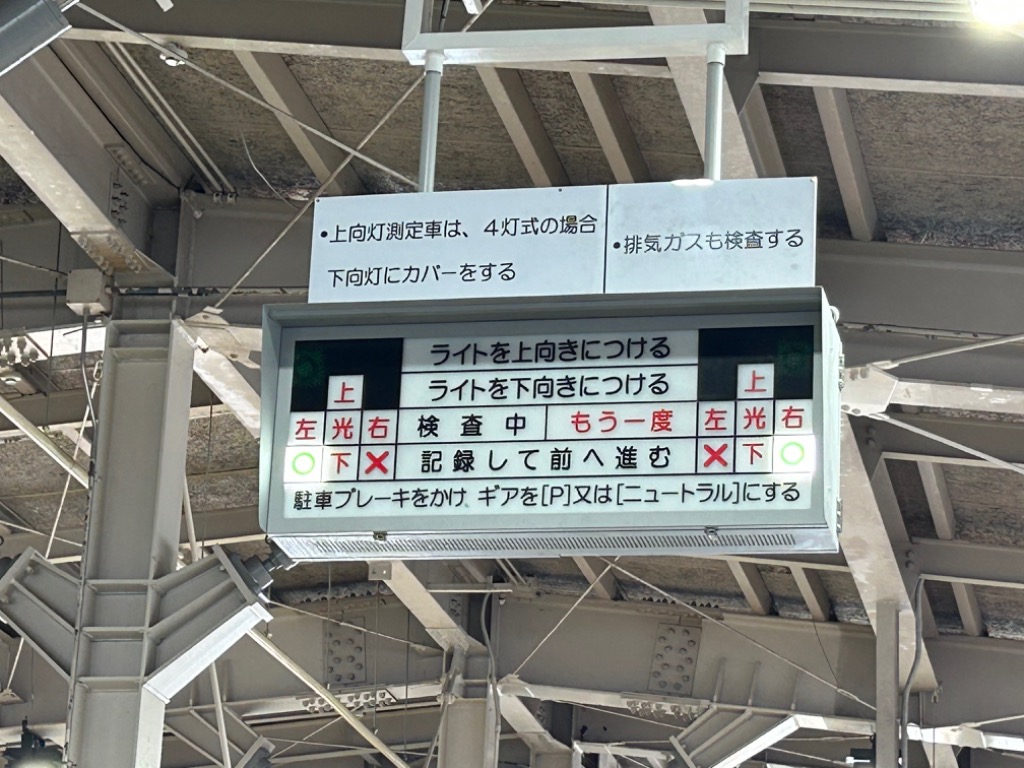 •上向灯測定車は、4灯式の場合
下向灯にカバーをする
•排気ガスも検査する
ライトを上向きにつける
上 ライトを下向きにつける 上
左 光 右 検査中 もう一度 左 光 右
○ 下 × 記録して前へ進む × 下 ○
駐車ブレーキをかけ、ギアを[P]又は[ニュートラル]にする